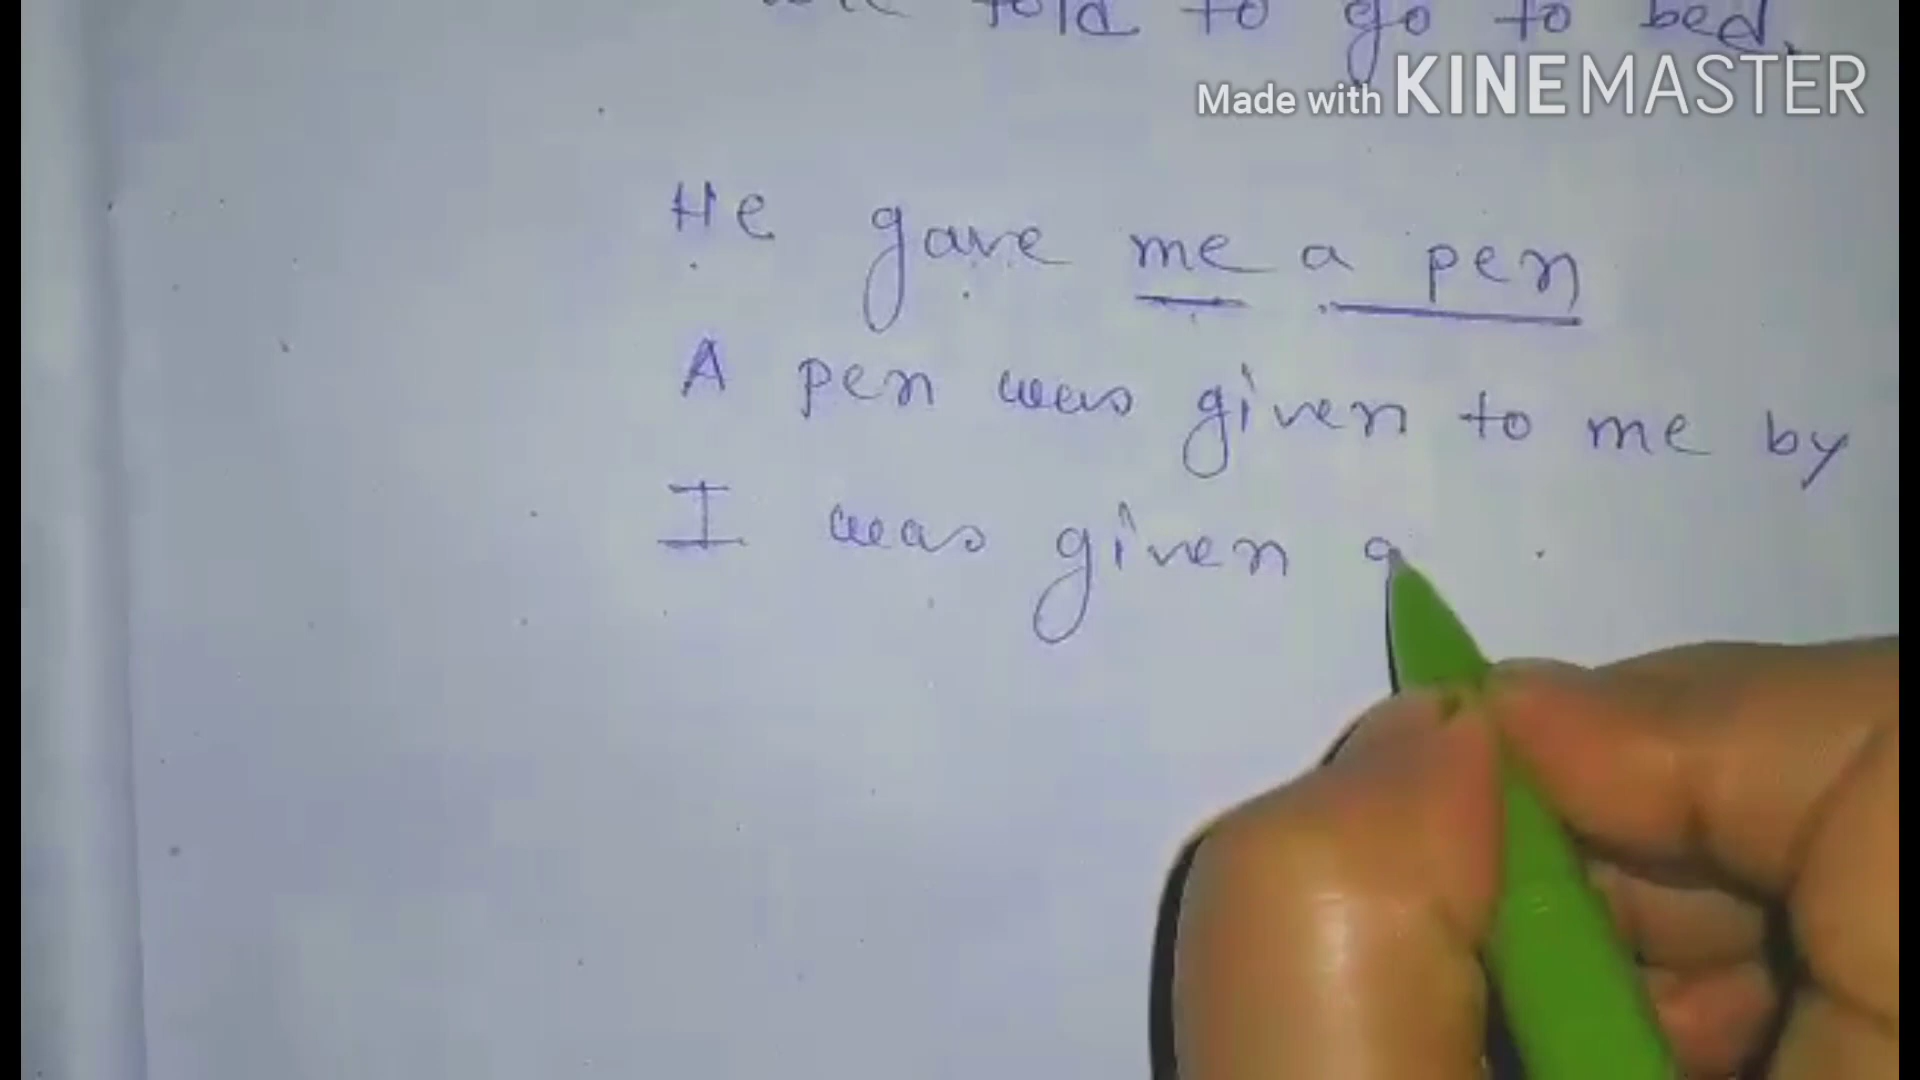 told to go to bed.
Made with KINEMASTER
He gave me a pen
A pen was given to me by
I was given a